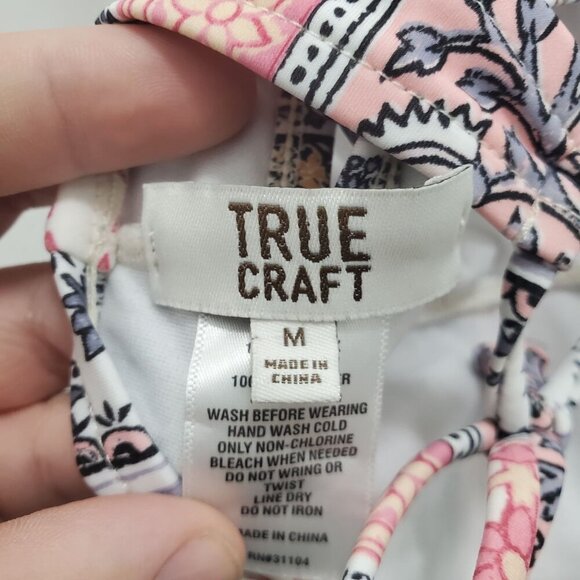 TRUE
CRAFT
M
MADE IN
CHINA
WASH BEFORE WEARING
HAND WASH COLD
ONLY NON-CHLORINE
BLEACH WHEN NEEDED
DO NOT WRING OR
TWIST
LINE DRY
DO NOT IRON
MADE IN CHINA
RN#31104